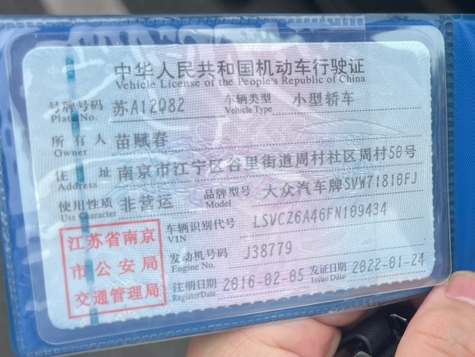 中华人民共和国机动车行驶证
Vehicle License of the People's Republic of China
号牌号码 苏A12Q82 车辆类型 小型轿车
Plate No. Vehicle Type
所有人 苗赋春
Owner
住址 南京市江宁区谷里街道周村社区周村50号
Address
使用性质 非营运 品牌型号 大众汽车牌SVW71810FJ
Use Character Model
车辆识别代号 LSVCZ6A46FN109434
VIN
发动机号码 J38779
Engine No.
注册日期 2016-02-05 发证日期 2022-01-24
Register Date Issue Date
江苏省南京
市公安局
交通管理局